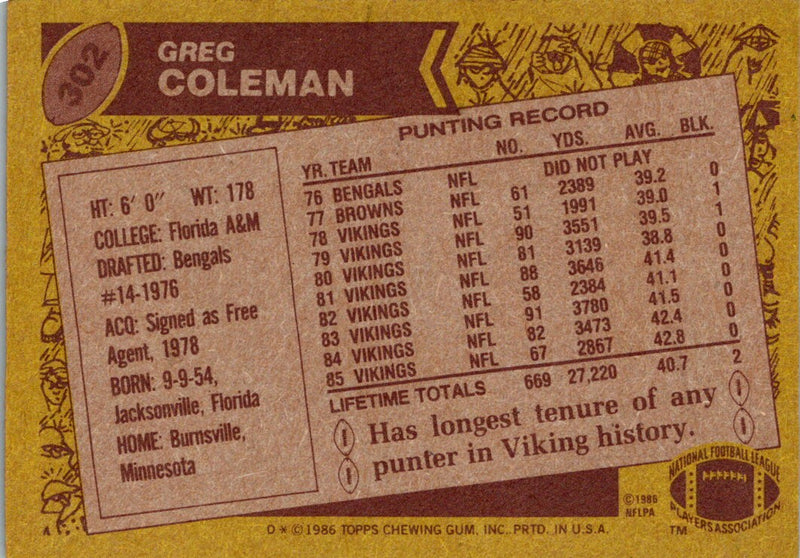 302
GREG
COLEMAN
HT: 6' 0" WT: 178
COLLEGE: Florida A&M
DRAFTED: Bengals
#14-1976
ACQ: Signed as Free
Agent, 1978
BORN: 9-9-54,
Jacksonville, Florida
HOME: Burnsville,
Minnesota
PUNTING RECORD
YR. TEAM NO. YDS. AVG. BLK.
76 BENGALS NFL DID NOT PLAY
77 BROWNS NFL 61 2389 39.2 0
78 VIKINGS NFL 51 1991 39.0 1
79 VIKINGS NFL 90 3551 39.5 1
80 VIKINGS NFL 81 3139 38.8 0
81 VIKINGS NFL 88 3646 41.4 0
82 VIKINGS NFL 58 2384 41.1 0
83 VIKINGS NFL 91 3780 41.5 0
84 VIKINGS NFL 82 3473 42.4 0
85 VIKINGS NFL 67 2867 42.8 0
LIFETIME TOTALS 669 27,220 40.7 2
Has longest tenure of any
punter in Viking history.
©1986
NFLPA
NATIONAL FOOTBALL LEAGUE
PLAYERS ASSOCIATION
TM
D * © 1986 TOPPS CHEWING GUM, INC. PRTD. IN U.S.A.